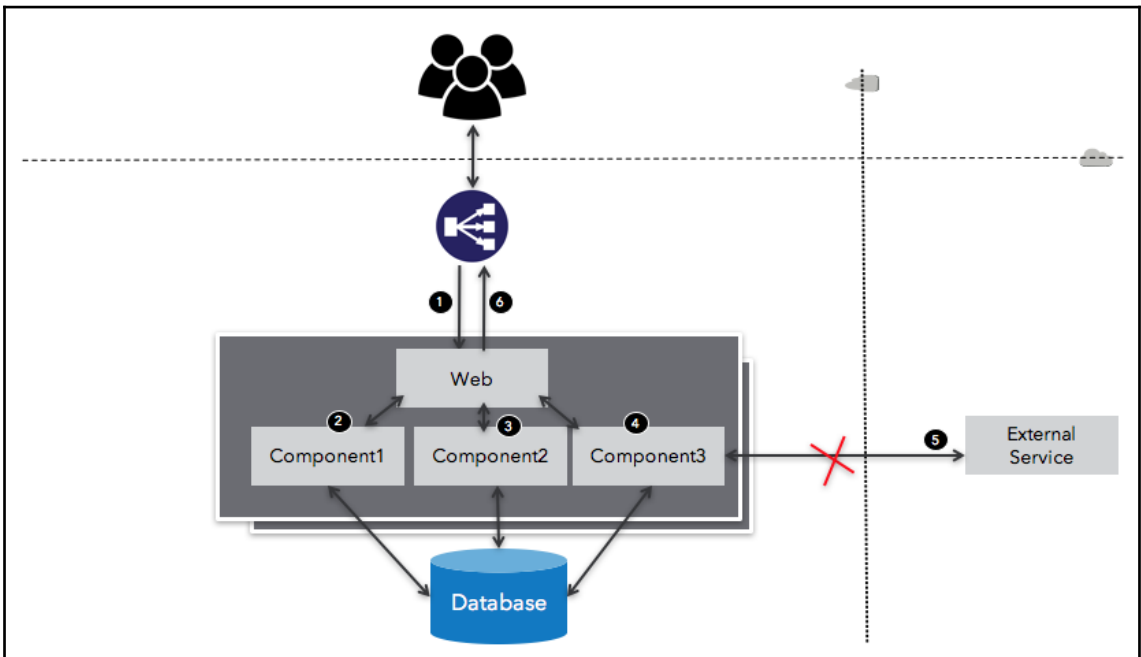 1
6
Web
2
3
4
Component1
Component2
Component3
5
External
Service
Database